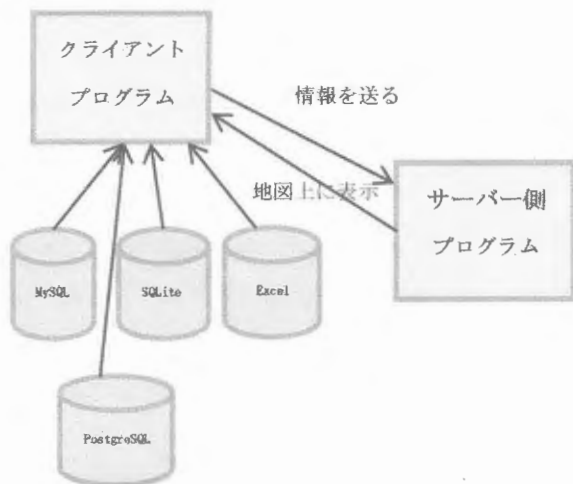 クライアント
プログラム
情報を送る
地図上に表示
サーバー側
プログラム
MySQL
SQLite
Excel
PostgreSQL